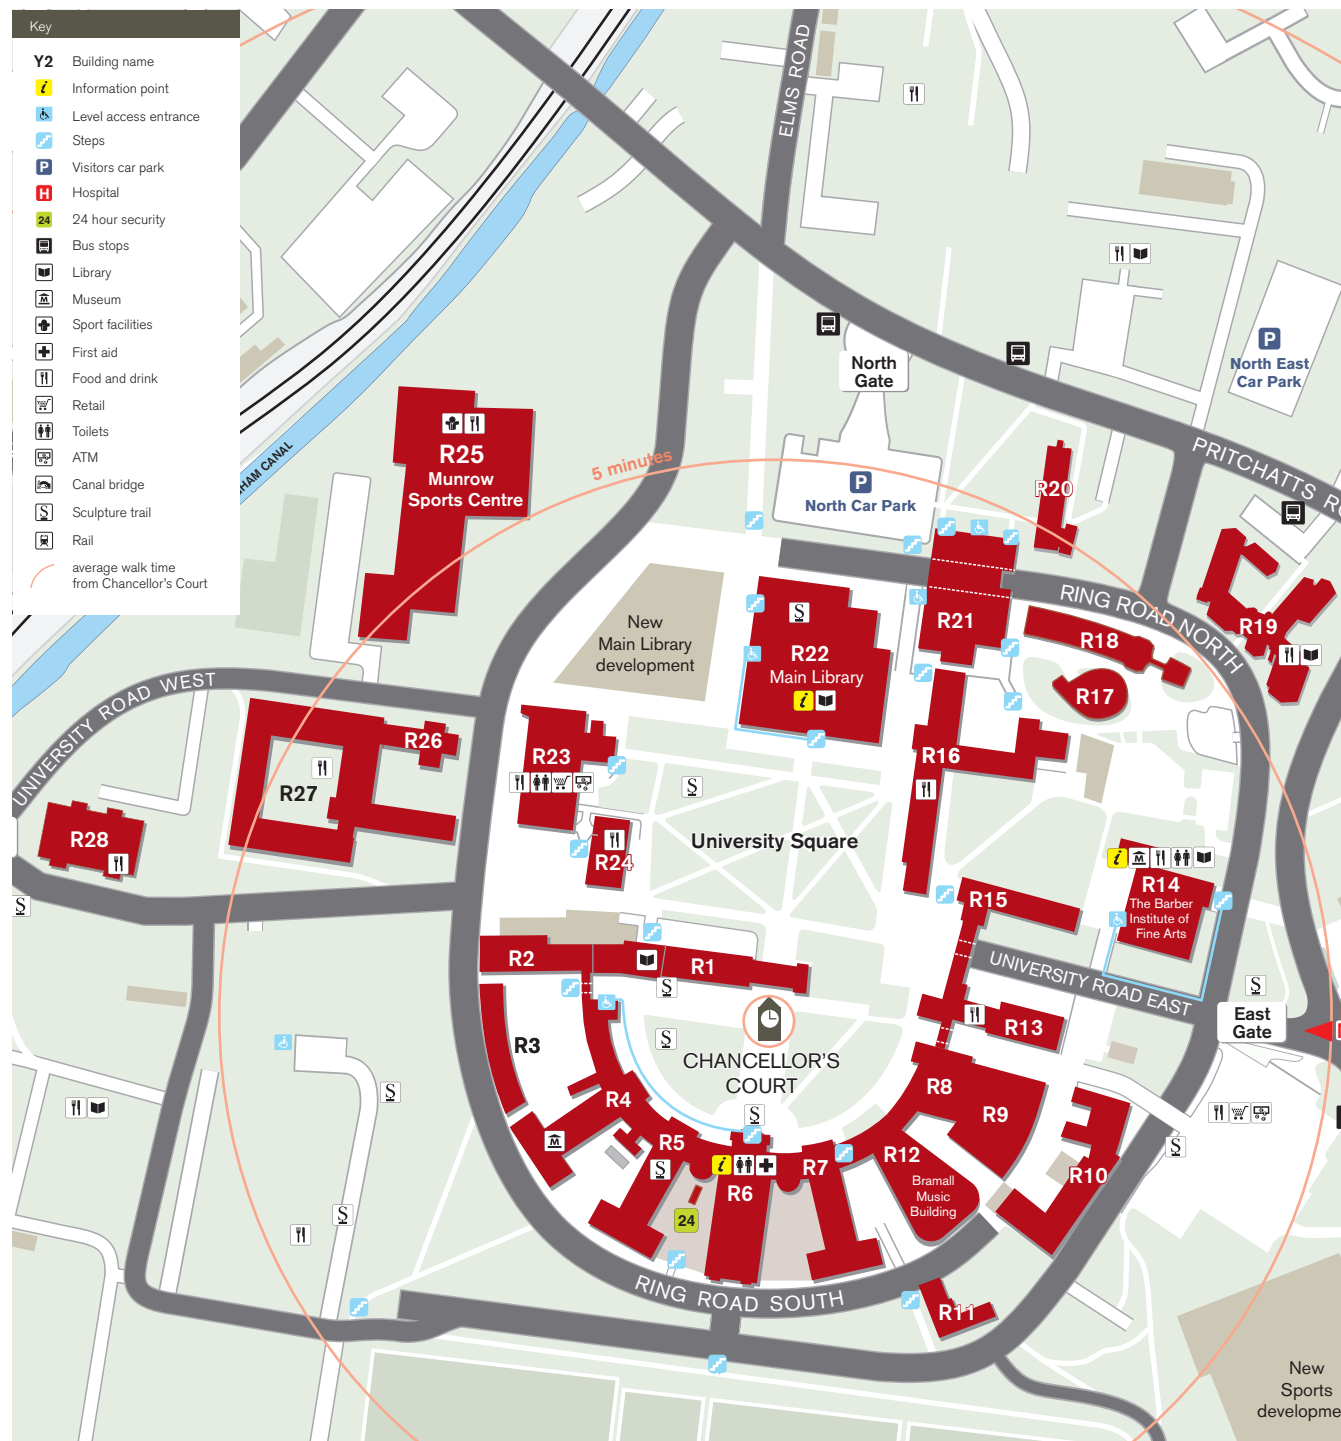 Key
Y2 Building name
i Information point
Level access entrance
Steps
P Visitors car park
H Hospital
24 24 hour security
Bus stops
Library
M Museum
Sport facilities
First aid
Food and drink
Retail
Toilets
ATM
Canal bridge
S Sculpture trail
Rail
average walk time
from Chancellor's Court
ELMS ROAD
North
Gate
P
North East
Car Park
PRITCHATTS
R25
Munrow
Sports Centre
5 minutes
HAM CANAL
P
North Car Park
R20
RING ROAD NORTH
R19
R18
R17
R21
S
R22
Main Library
i
New
Main Library
development
UNIVERSITY ROAD WEST
R26
R27
R28
R23
R24
S
University Square
R16
i M
R14
The Barber
Institute of
Fine Arts
R15
S
UNIVERSITY ROAD EAST
S
East
Gate
R2
R1
S
R3
S
CHANCELLOR'S
COURT
R13
R8
R9
R4
S
S
M
R5
S
i
R6
R7
R12
Bramall
Music
Building
R10
S
S
24
RING ROAD SOUTH
R11
New
Sports
developme